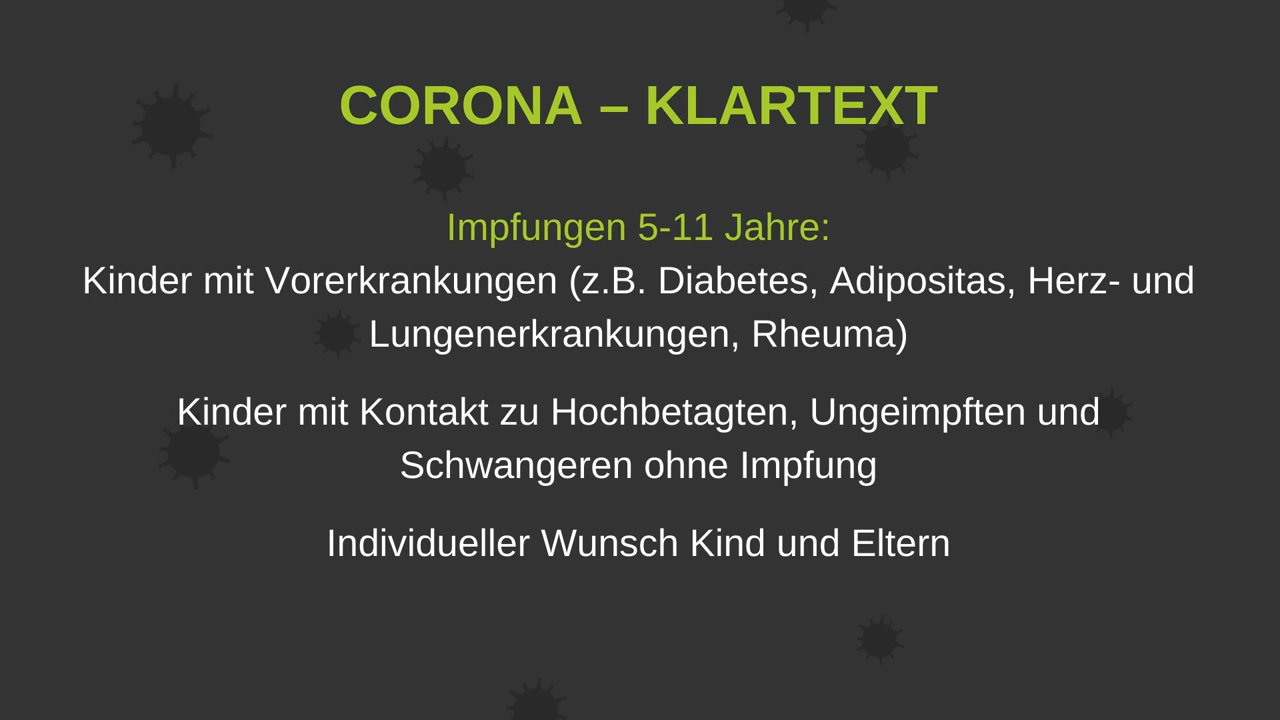 CORONA – KLARTEXT
Impfungen 5-11 Jahre:
Kinder mit Vorerkrankungen (z.B. Diabetes, Adipositas, Herz- und
Lungenerkrankungen, Rheuma)
Kinder mit Kontakt zu Hochbetagten, Ungeimpften und
Schwangeren ohne Impfung
Individueller Wunsch Kind und Eltern